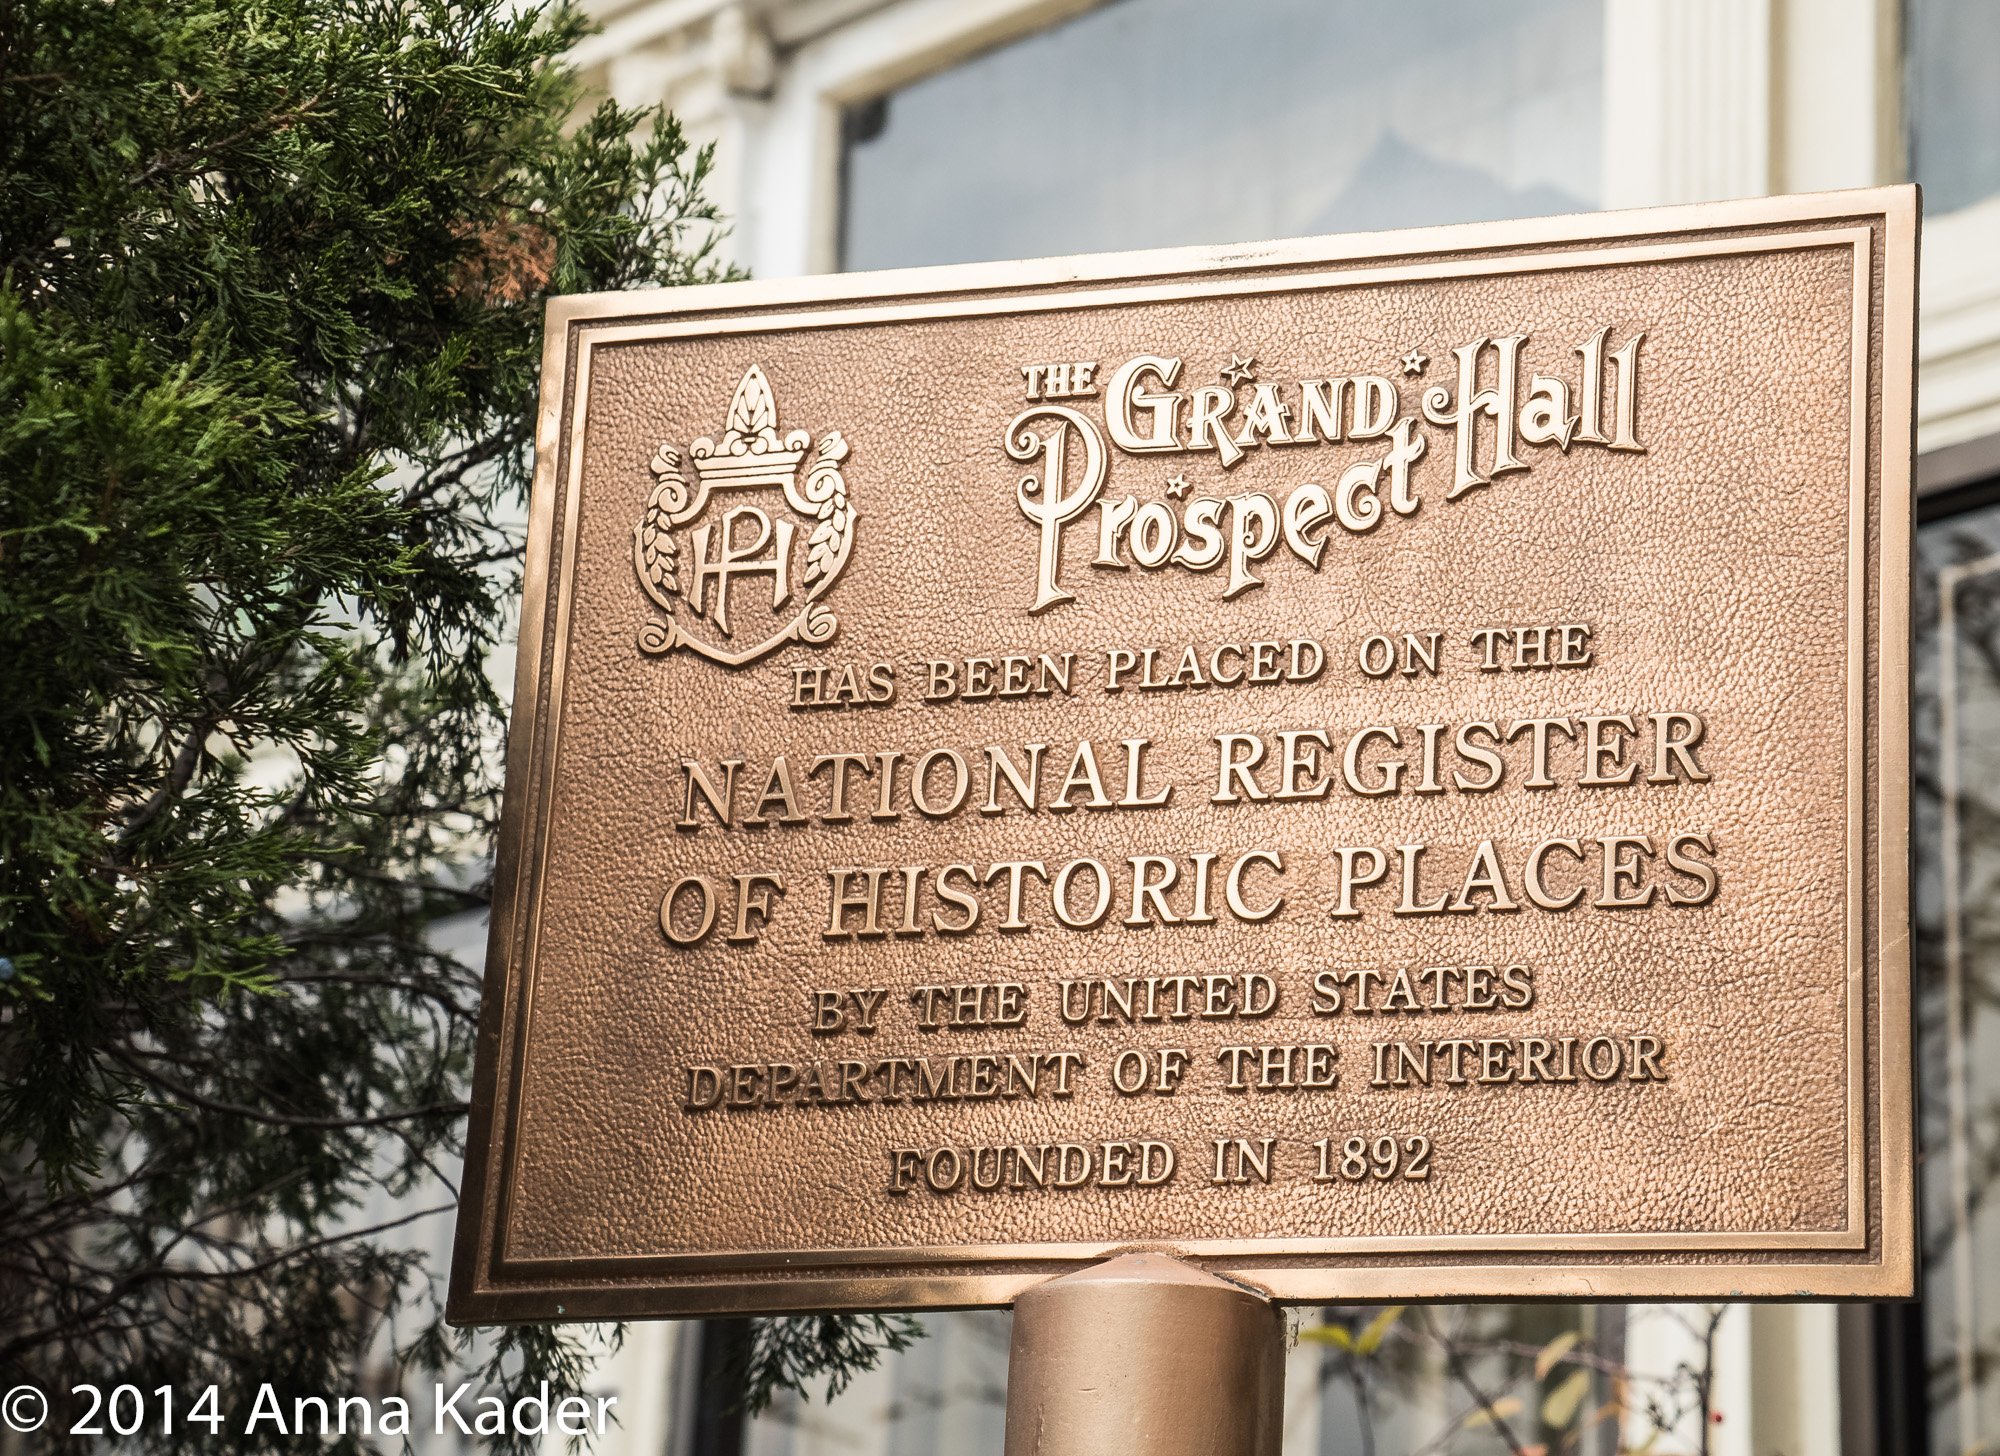 THE GRAND
Prospect Hall
PH
HAS BEEN PLACED ON THE
NATIONAL REGISTER
OF HISTORIC PLACES
BY THE UNITED STATES
DEPARTMENT OF THE INTERIOR
FOUNDED IN 1892
© 2014 Anna Kader